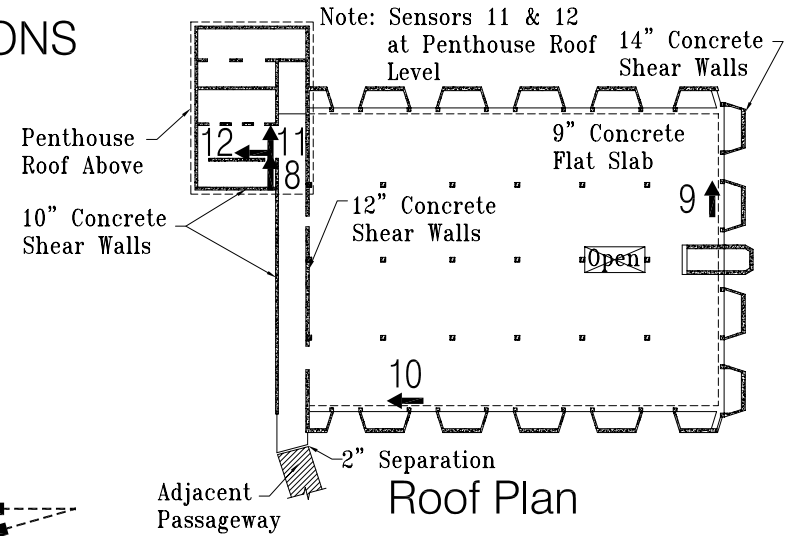 ONS
Note: Sensors 11 & 12
at Penthouse Roof
Level
14" Concrete
Shear Walls
Penthouse
Roof Above
12
11
8
9" Concrete
Flat Slab
10" Concrete
Shear Walls
12" Concrete
Shear Walls
9
Open
10
2" Separation
Adjacent
Passageway
Roof Plan